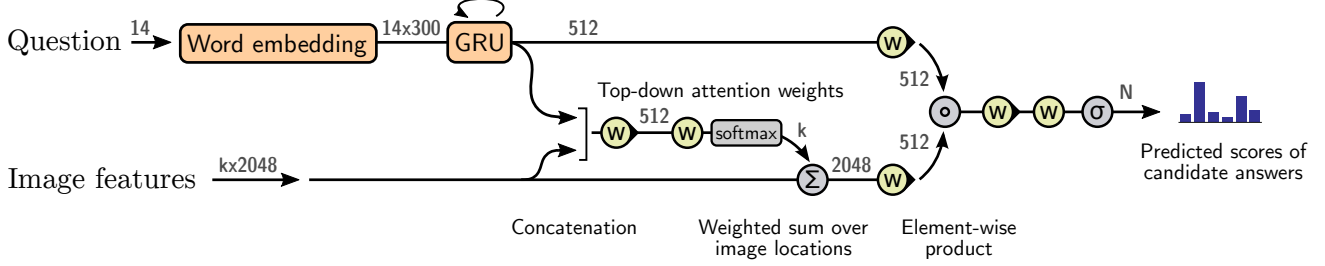 Question
14
Word embedding
14x300
GRU
512
w
512
Top-down attention weights
w
512
w
softmax
k
w
w
σ
N
Predicted scores of
candidate answers
Image features
kx2048
Σ
2048
w
512
Concatenation
Weighted sum over
image locations
Element-wise
product